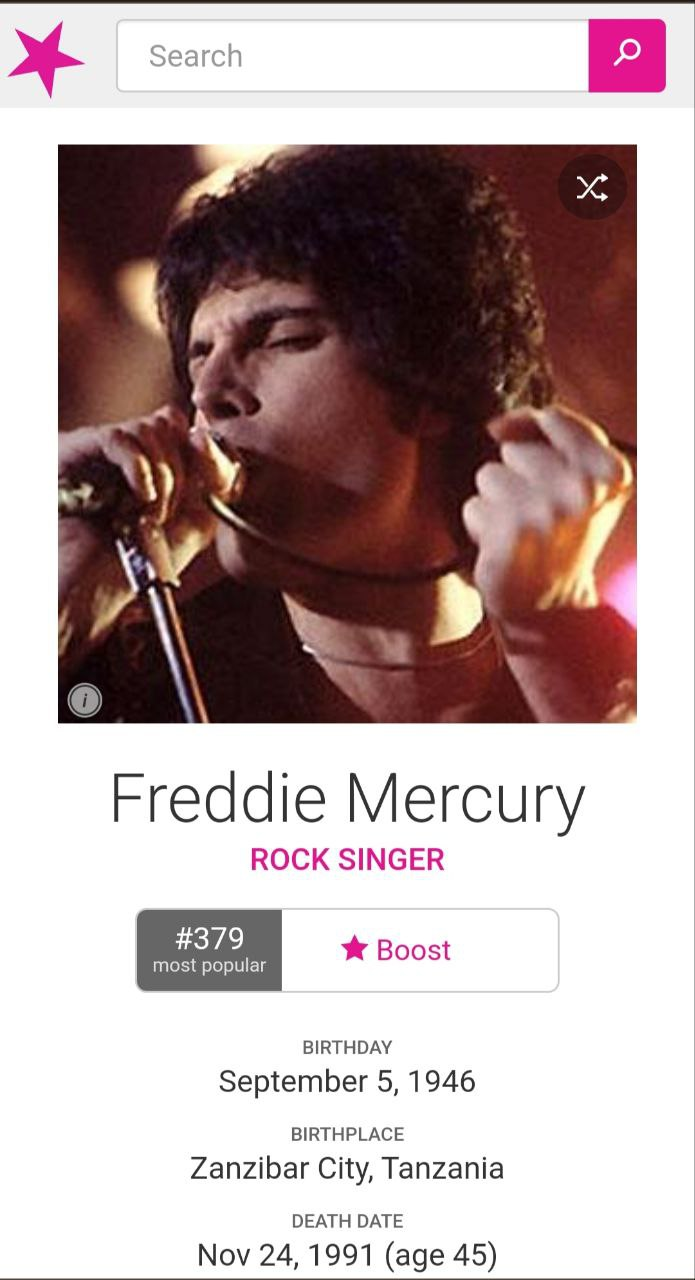 Search
i
Freddie Mercury
ROCK SINGER
#379
most popular
Boost
BIRTHDAY
September 5, 1946
BIRTHPLACE
Zanzibar City, Tanzania
DEATH DATE
Nov 24, 1991 (age 45)